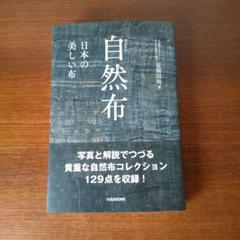 自然布
日本の
美しい布
写真と解説でつづる
貴重な自然布コレクション
129点を収録！